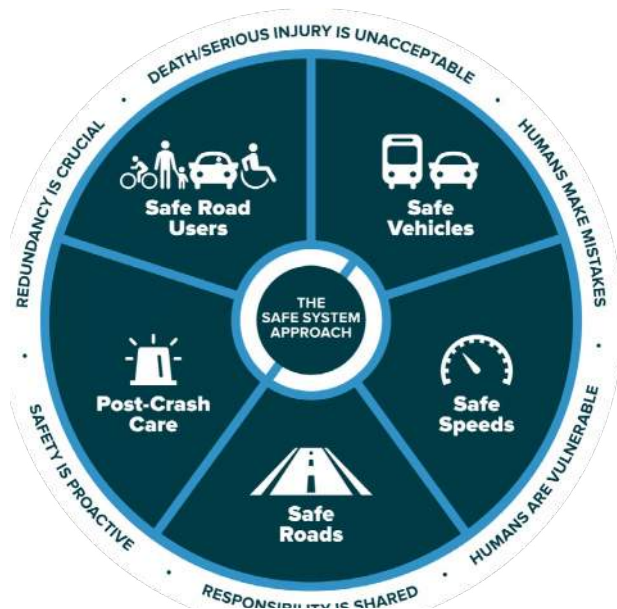 DEATH/SERIOUS INJURY IS UNACCEPTABLE
HUMANS MAKE MISTAKES
HUMANS ARE VULNERABLE
RESPONSIBILITY IS SHARED
SAFETY IS PROACTIVE
REDUNDANCY IS CRUCIAL
Safe Road
Users
Safe
Vehicles
THE
SAFE SYSTEM
APPROACH
Post-Crash
Care
Safe
Speeds
Safe
Roads